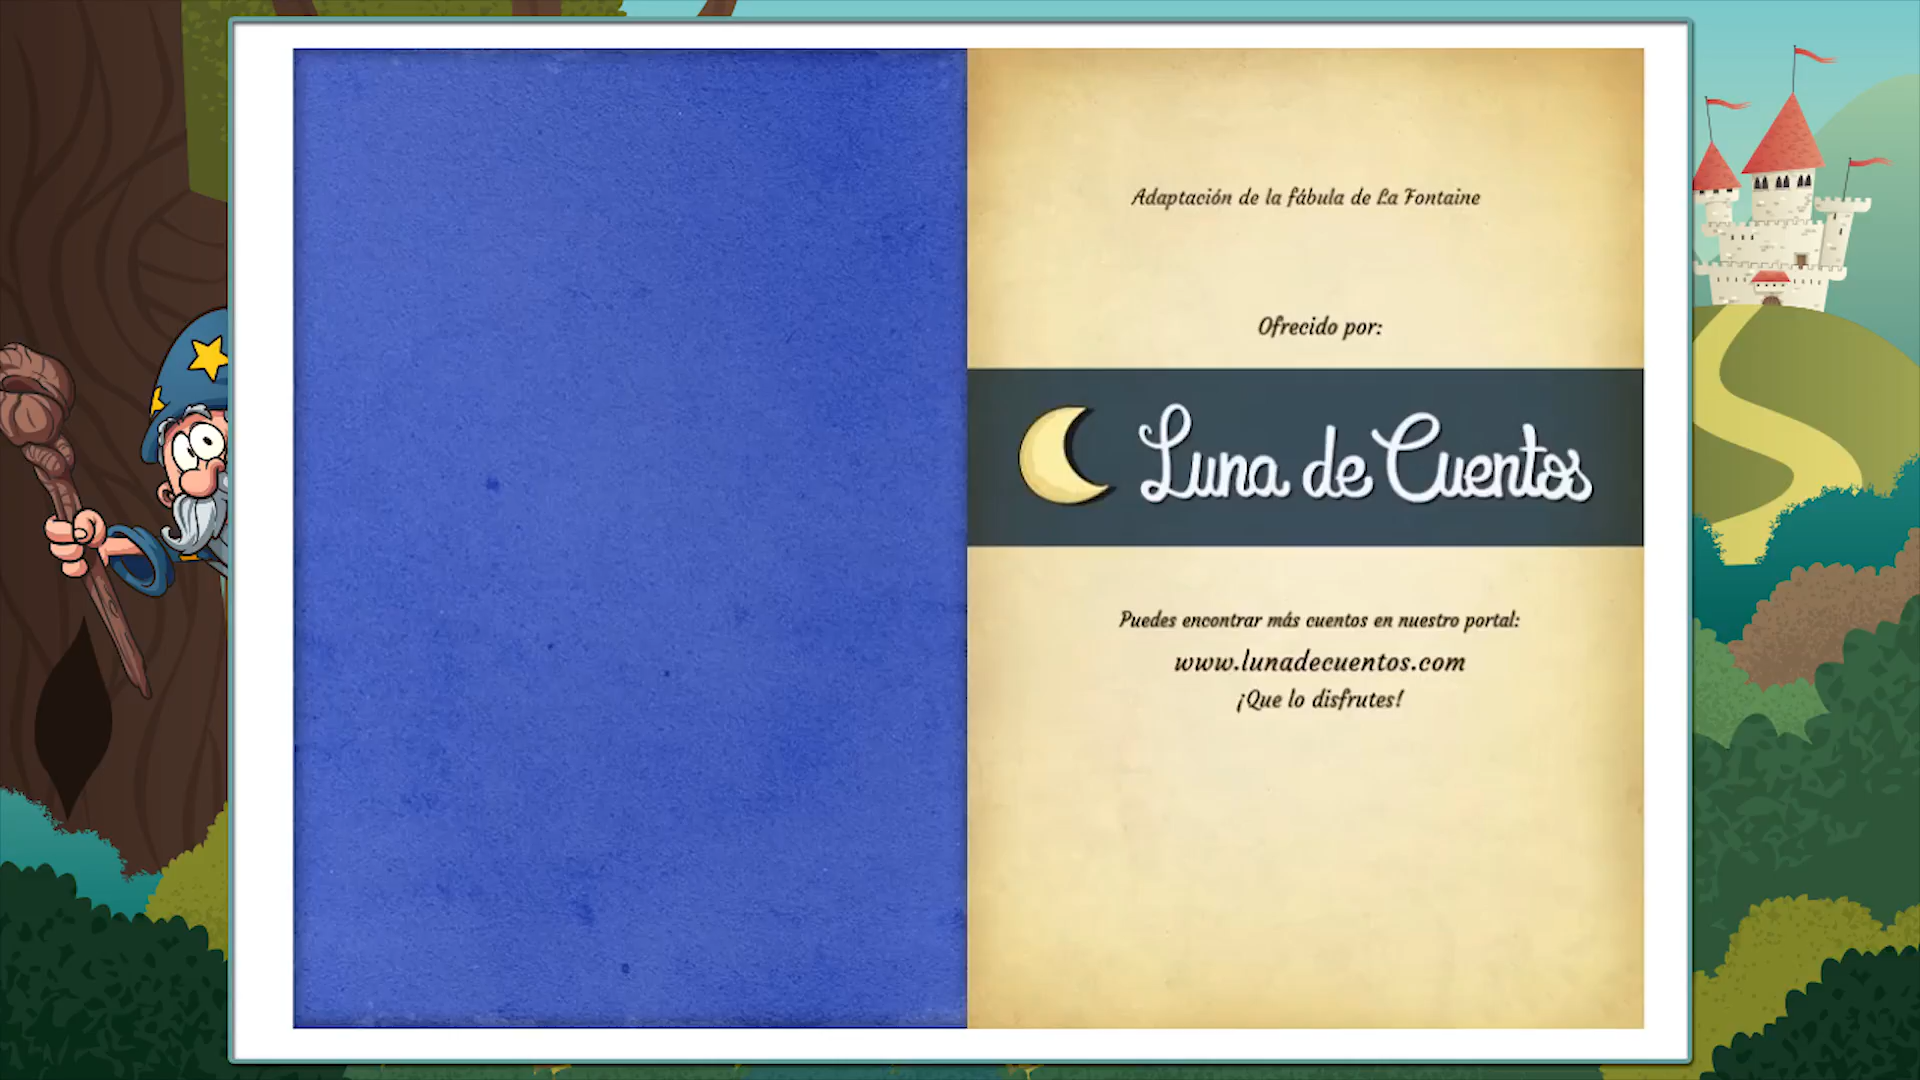 Adaptación de la fábula de La Fontaine
Ofrecido por:
Luna de Cuentos
Puedes encontrar más cuentos en nuestro portal:
www.lunadecuentos.com
¡Que lo disfrutes!